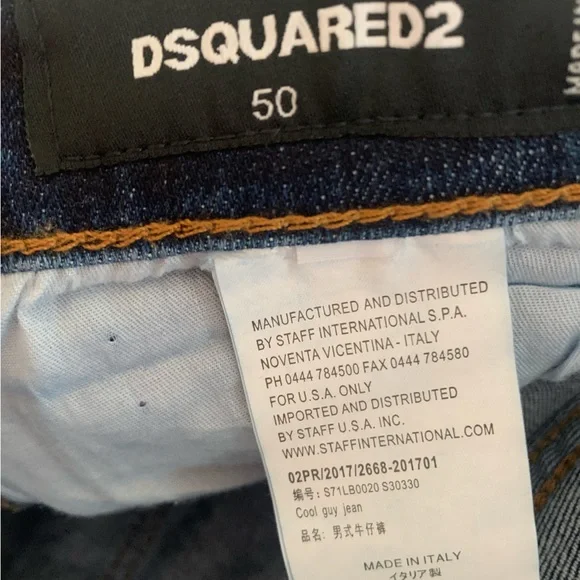 DSQUARED2
50
MANUFACTURED AND DISTRIBUTED
BY STAFF INTERNATIONAL S.P.A.
NOVENTA VICENTINA - ITALY
PH 0444 784500 FAX 0444 784580
FOR U.S.A. ONLY
IMPORTED AND DISTRIBUTED
BY STAFF U.S.A. INC.
WWW.STAFFINTERNATIONAL.COM
02PR/2017/2668-201701
编号: S71LB0020 S30330
Cool guy jean
品名: 男式牛仔裤
MADE IN ITALY
イタリア製